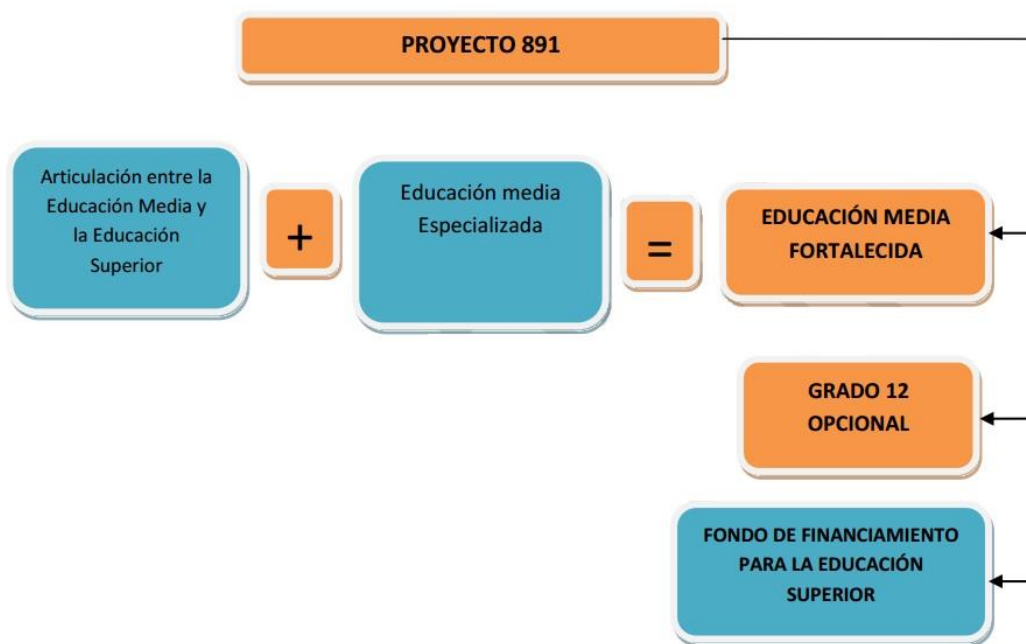 PROYECTO 891
Articulación entre la
Educación Media y
la Educación
Superior
+
Educación media
Especializada
=
EDUCACIÓN MEDIA
FORTALECIDA
GRADO 12
OPCIONAL
FONDO DE FINANCIAMIENTO
PARA LA EDUCACIÓN
SUPERIOR